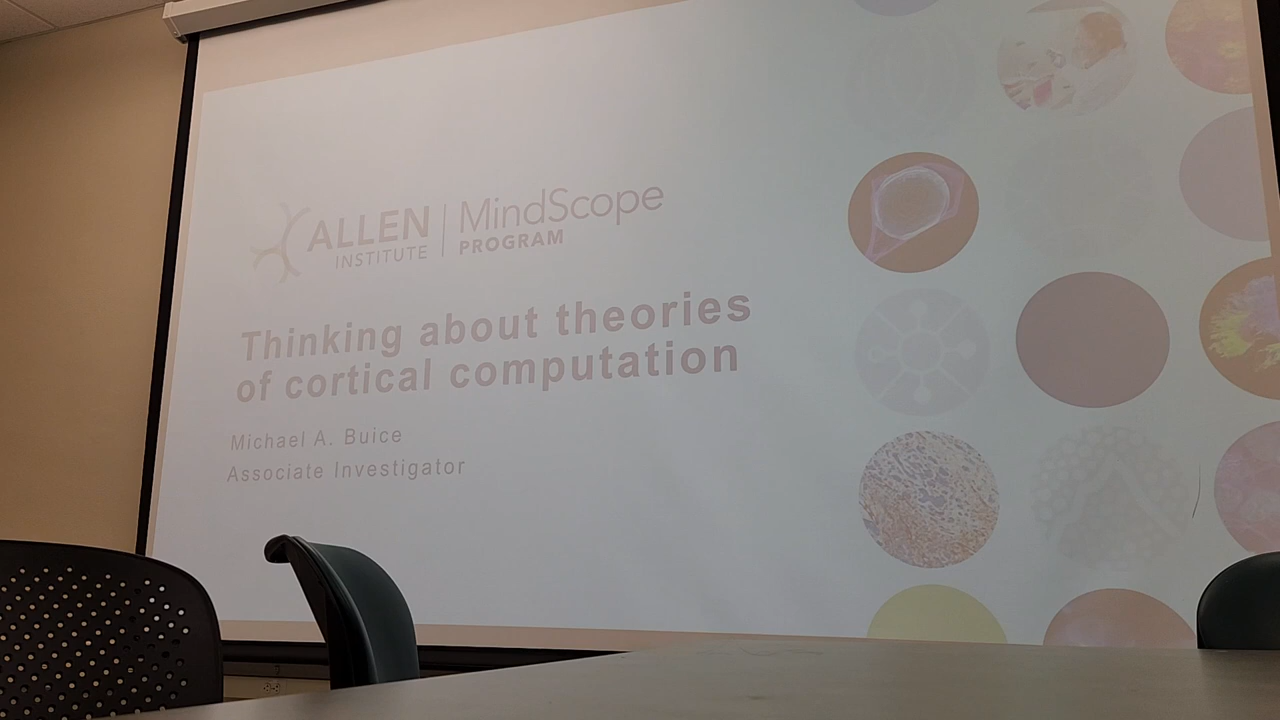 ALLEN
INSTITUTE
MindScope
PROGRAM
Thinking about theories
of cortical computation
Michael A. Buice
Associate Investigator